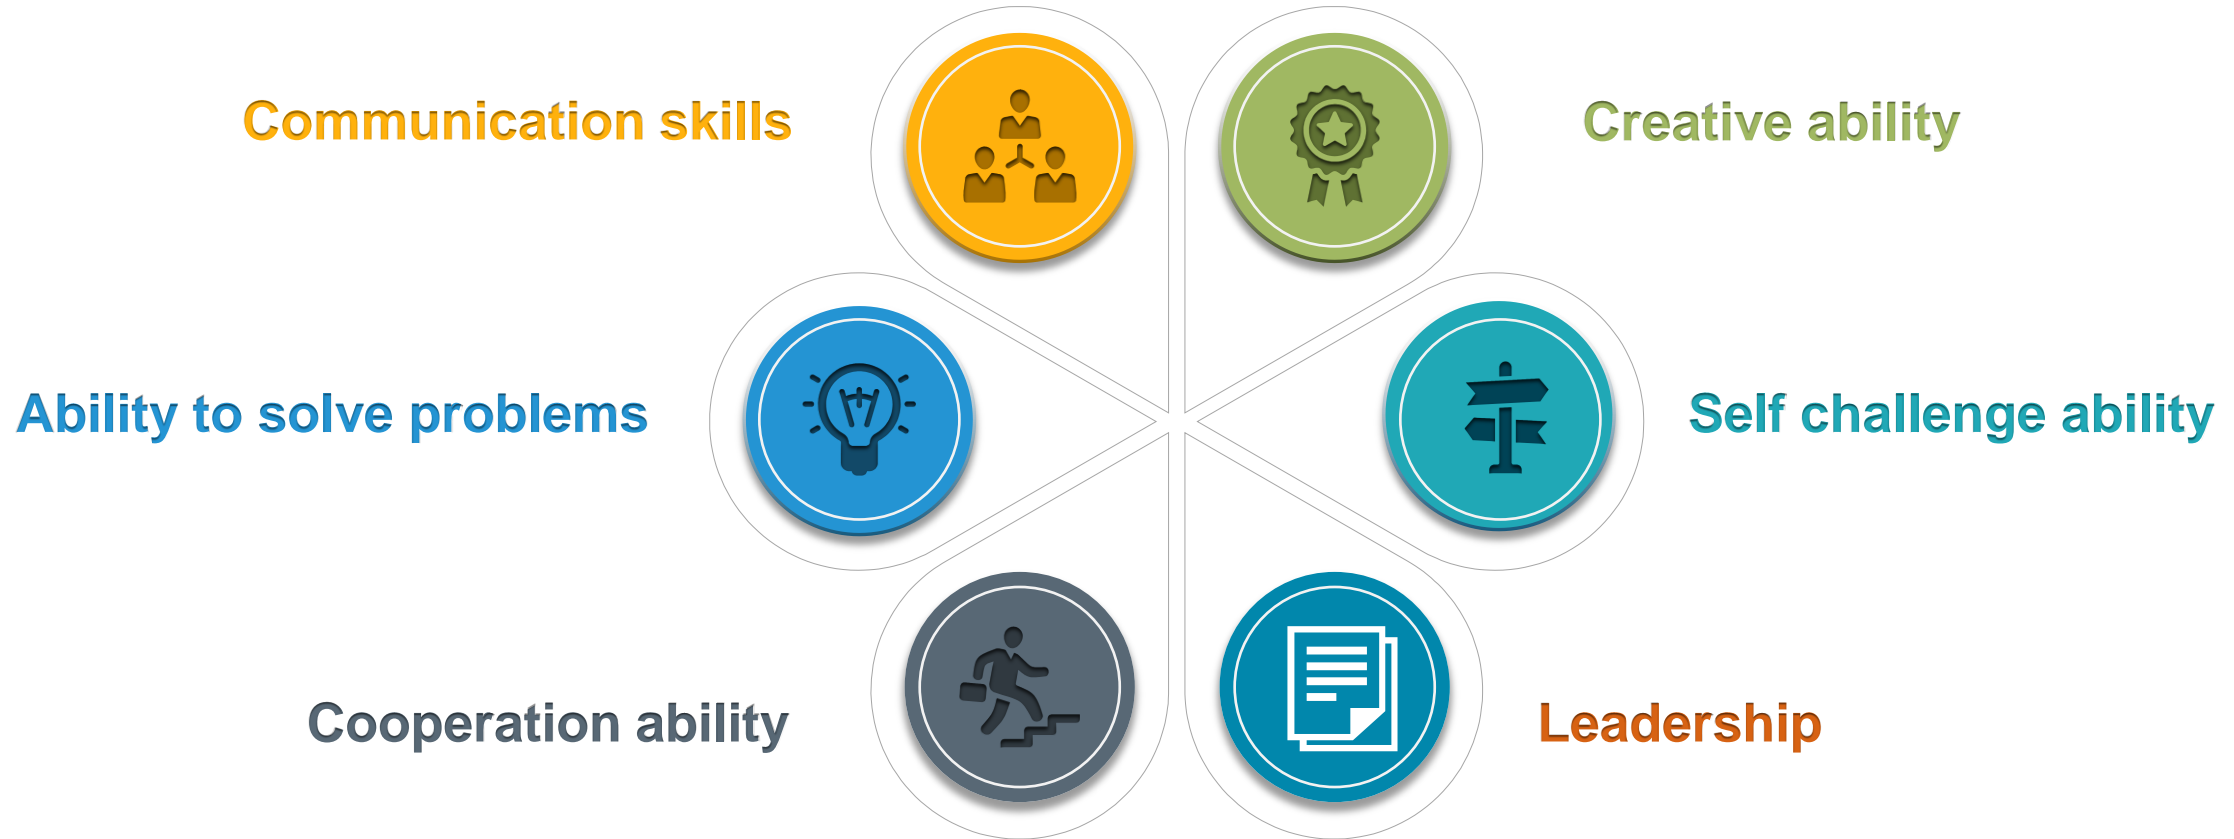 Communication skills
Creative ability
Ability to solve problems
Self challenge ability
Cooperation ability
Leadership